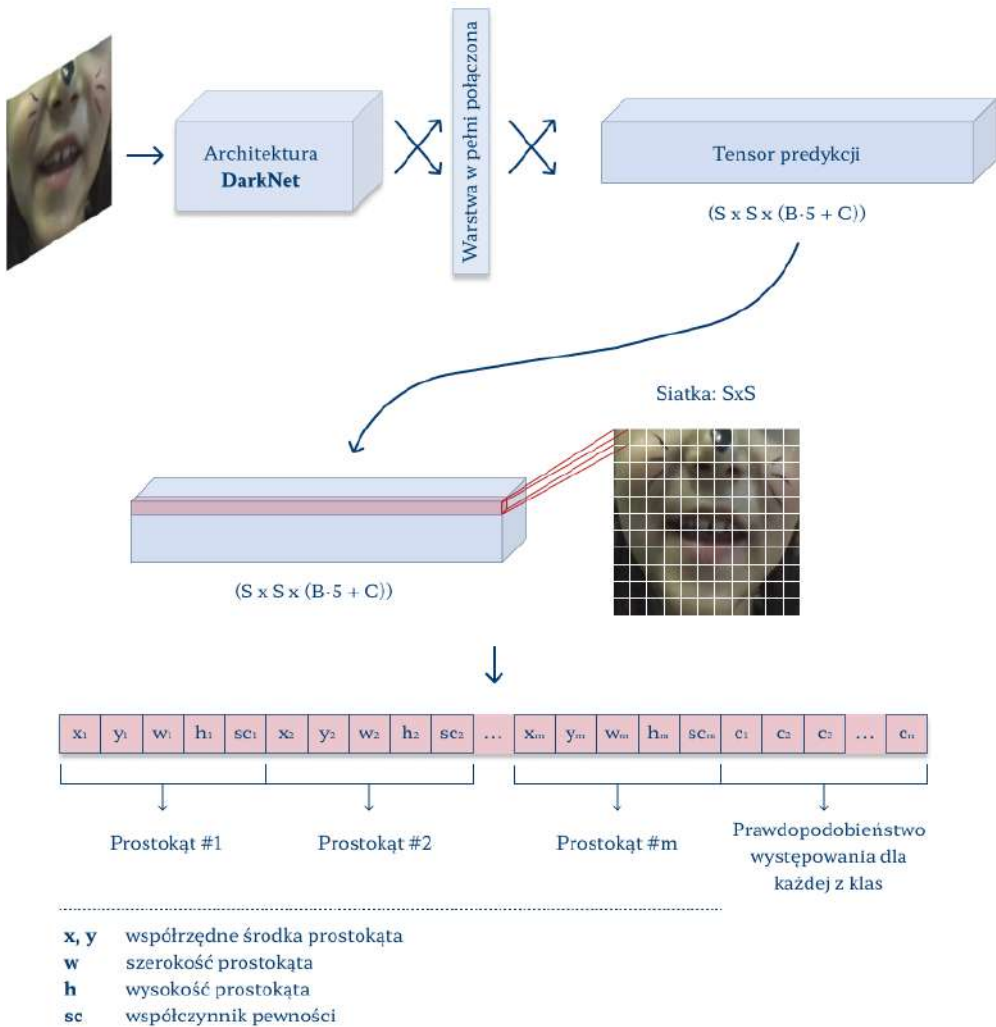 Architektura
DarkNet
Warstwa w pełni połączona
Tensor predykcji
(S x S x (B·5 + C))
Siatka: SxS
(S x S x (B·5 + C))
x₁ y₁ w₁ h₁ sc₁ x₂ y₂ w₂ h₂ sc₂ ... xₘ yₘ wₘ hₘ scₘ c₁ c₂ c₃ ... cₙ
Prostokąt #1 Prostokąt #2 Prostokąt #m Prawdopodobieństwo
występowania dla
każdej z klas
x, y współrzędne środka prostokąta
w szerokość prostokąta
h wysokość prostokąta
sc współczynnik pewności